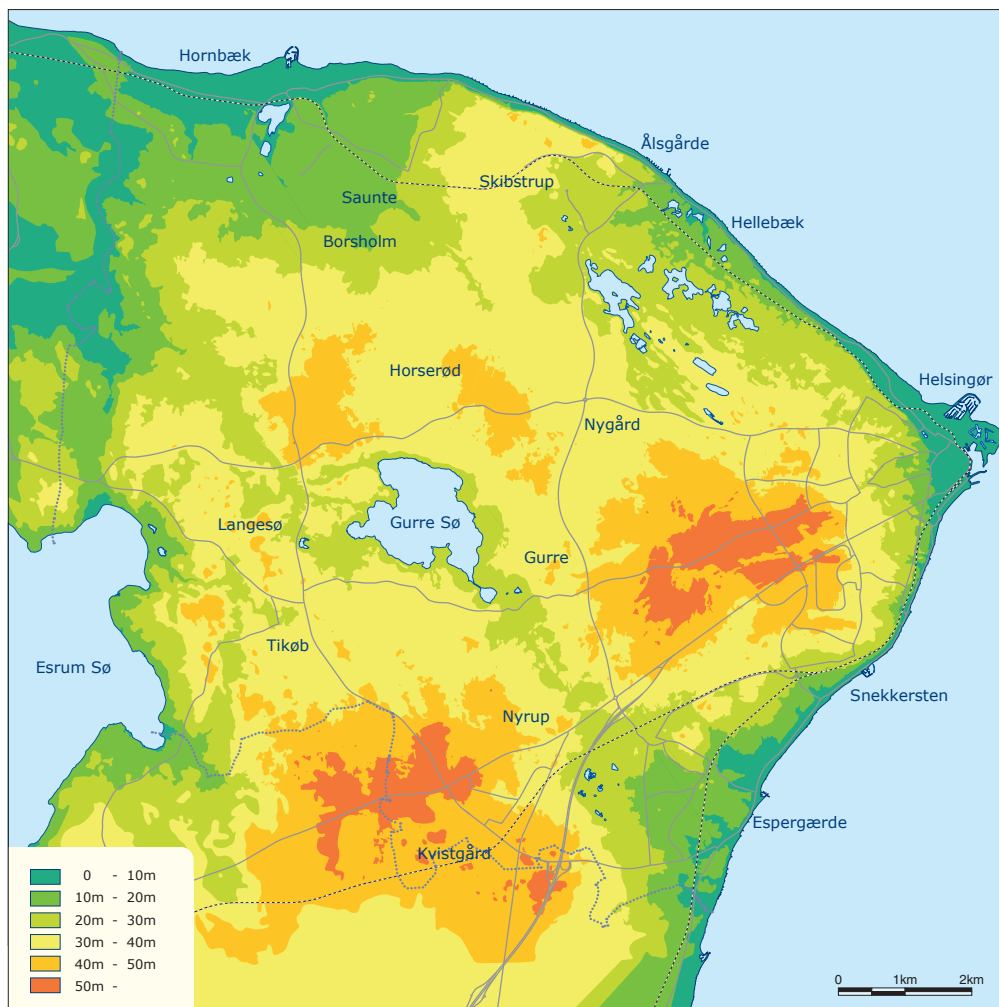 Hornbæk
Ålsgårde
Skibstrup
Saunte
Hellebæk
Borsholm
Horserød
Helsingør
Nygård
Langesø
Gurre Sø
Gurre
Tikøb
Esrum Sø
Snekkersten
Nyrup
Espergærde
Kvistgård
0 - 10m
10m - 20m
20m - 30m
30m - 40m
40m - 50m
50m -
0 1km 2km